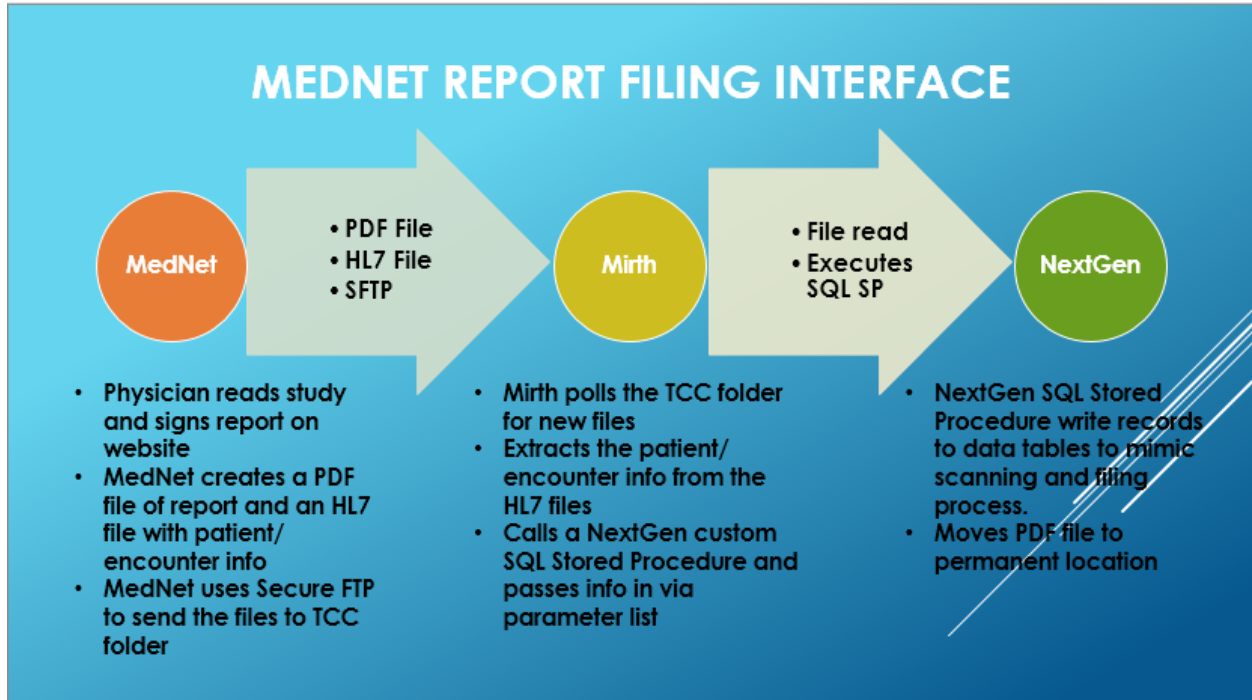 MEDNET REPORT FILING INTERFACE
MedNet
• PDF File
• HL7 File
• SFTP
Mirth
• File read
• Executes
SQL SP
NextGen
• Physician reads study
and signs report on
website
• MedNet creates a PDF
file of report and an HL7
file with patient/
encounter info
• MedNet uses Secure FTP
to send the files to TCC
folder
• Mirth polls the TCC folder
for new files
• Extracts the patient/
encounter info from the
HL7 files
• Calls a NextGen custom
SQL Stored Procedure and
passes info in via
parameter list
• NextGen SQL Stored
Procedure write records
to data tables to mimic
scanning and filing
process.
• Moves PDF file to
permanent location